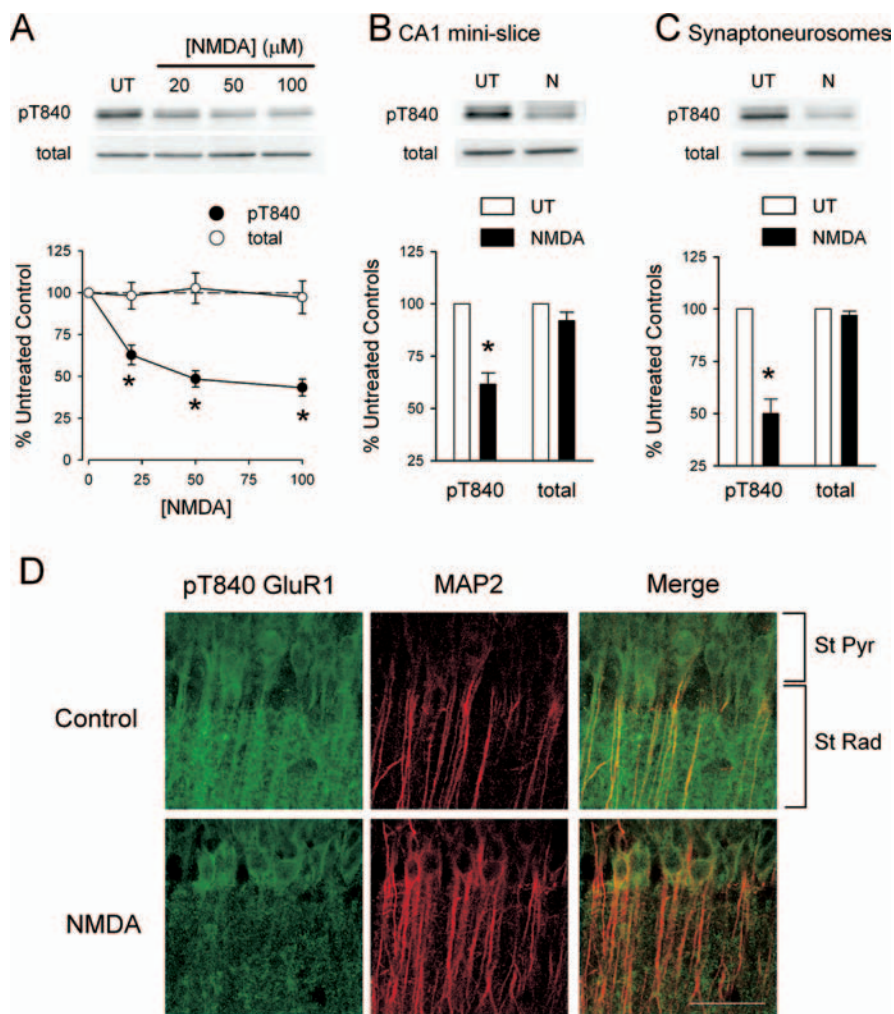 A
[NMDA] (μM)
UT 20 50 100
pT840
total
pT840
total
% Untreated Control
125
100
75
50
25
0
0 25 50 75 100
[NMDA]
*
*
*
B CA1 mini-slice
UT N
pT840
total
UT
NMDA
% Untreated Controls
125
100
75
50
25
*
pT840 total
C Synaptoneurosomes
UT N
pT840
total
UT
NMDA
% Untreated Controls
125
100
75
50
25
*
pT840 total
D
pT840 GluR1 MAP2 Merge
Control
St Pyr
St Rad
NMDA